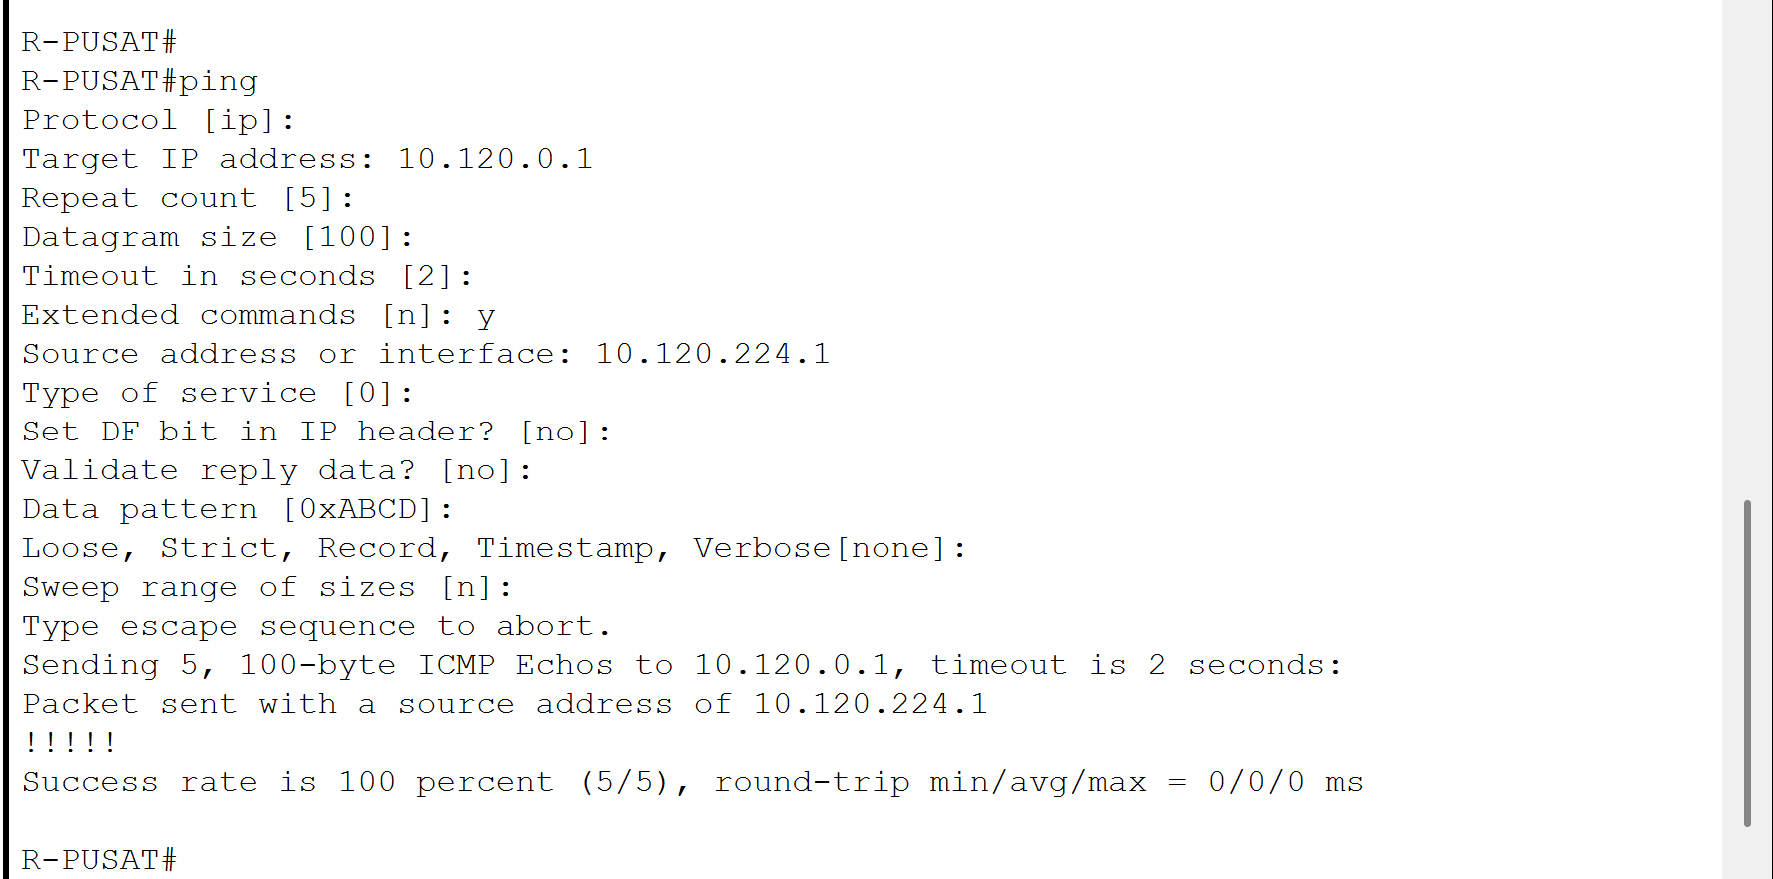 R-PUSAT#
R-PUSAT#ping
Protocol [ip]:
Target IP address: 10.120.0.1
Repeat count [5]:
Datagram size [100]:
Timeout in seconds [2]:
Extended commands [n]: y
Source address or interface: 10.120.224.1
Type of service [0]:
Set DF bit in IP header? [no]:
Validate reply data? [no]:
Data pattern [0xABCD]:
Loose, Strict, Record, Timestamp, Verbose[none]:
Sweep range of sizes [n]:
Type escape sequence to abort.
Sending 5, 100-byte ICMP Echos to 10.120.0.1, timeout is 2 seconds:
Packet sent with a source address of 10.120.224.1
!!!!!
Success rate is 100 percent (5/5), round-trip min/avg/max = 0/0/0 ms
R-PUSAT#